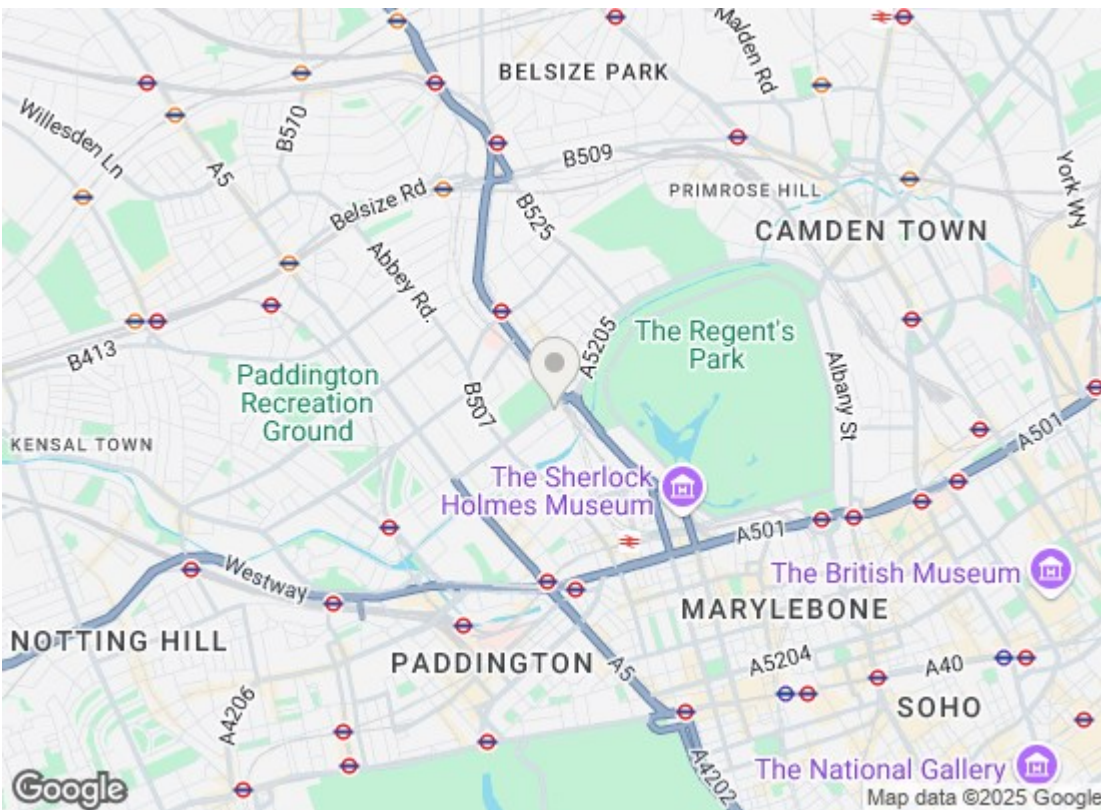 Malden Rd
BELSIZE PARK
Willesden Ln
B510
A5
B509
York Wy
PRIMROSE HILL
Belsize Rd
B525
CAMDEN TOWN
Abbey Rd.
The Regent's
Park
A5205
B413
Paddington
Recreation
Ground
B507
Albany St
KENSAL TOWN
A501
The Sherlock
Holmes Museum
A501
Westway
The British Museum
MARYLEBONE
NOTTING HILL
PADDINGTON
A5
A5204
A40
A206
SOHO
A4202
The National Gallery
Google
Map data ©2025 Google